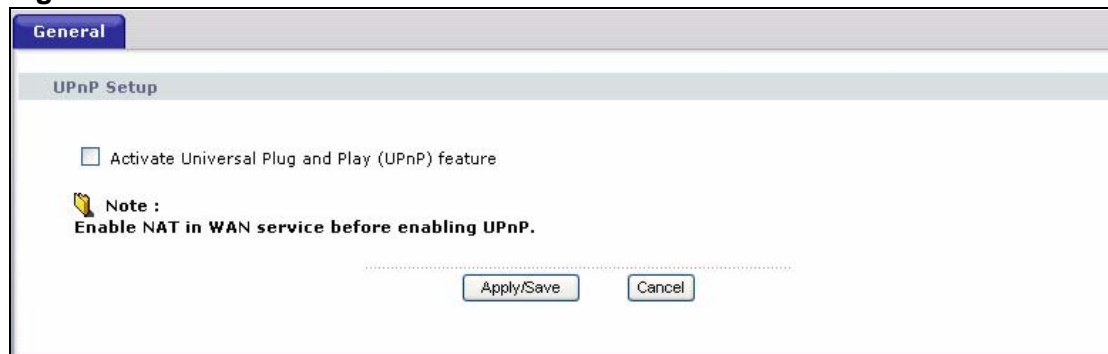 General
UPnP Setup
Activate Universal Plug and Play (UPnP) feature
Note :
Enable NAT in WAN service before enabling UPnP.
Apply/Save Cancel